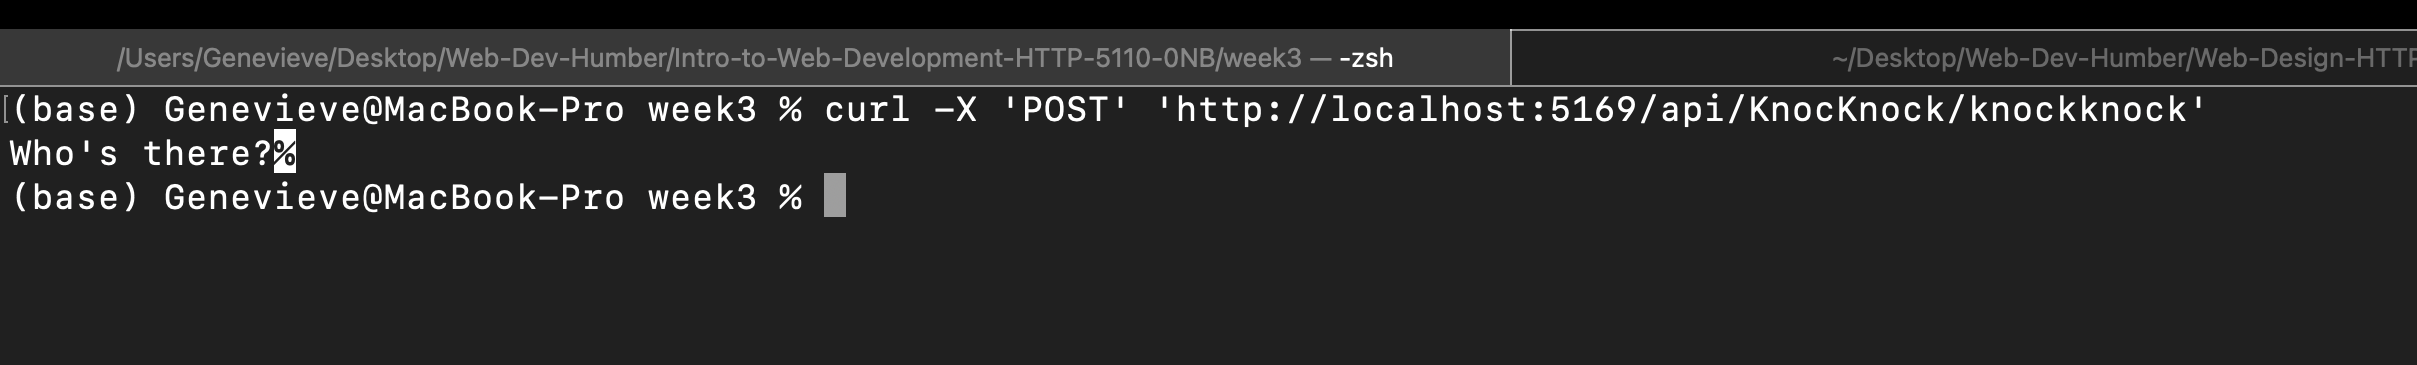 /Users/Genevieve/Desktop/Web-Dev-Humber/Intro-to-Web-Development-HTTP-5110-0NB/week3 — -zsh
~/Desktop/Web-Dev-Humber/Web-Design-HTTP
(base) Genevieve@MacBook-Pro week3 % curl -X 'POST' 'http://localhost:5169/api/KnocKnock/knockknock'
Who's there?%
(base) Genevieve@MacBook-Pro week3 %